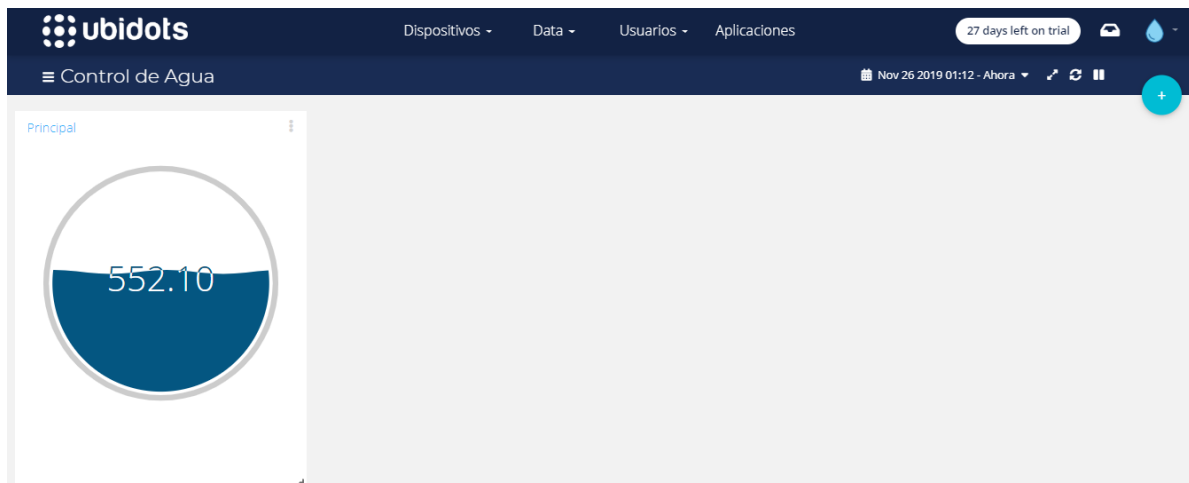 ubidots Dispositivos Data Usuarios Aplicaciones 27 days left on trial
≡ Control de Agua Nov 26 2019 01:12 - Ahora
+
Principal
552.10